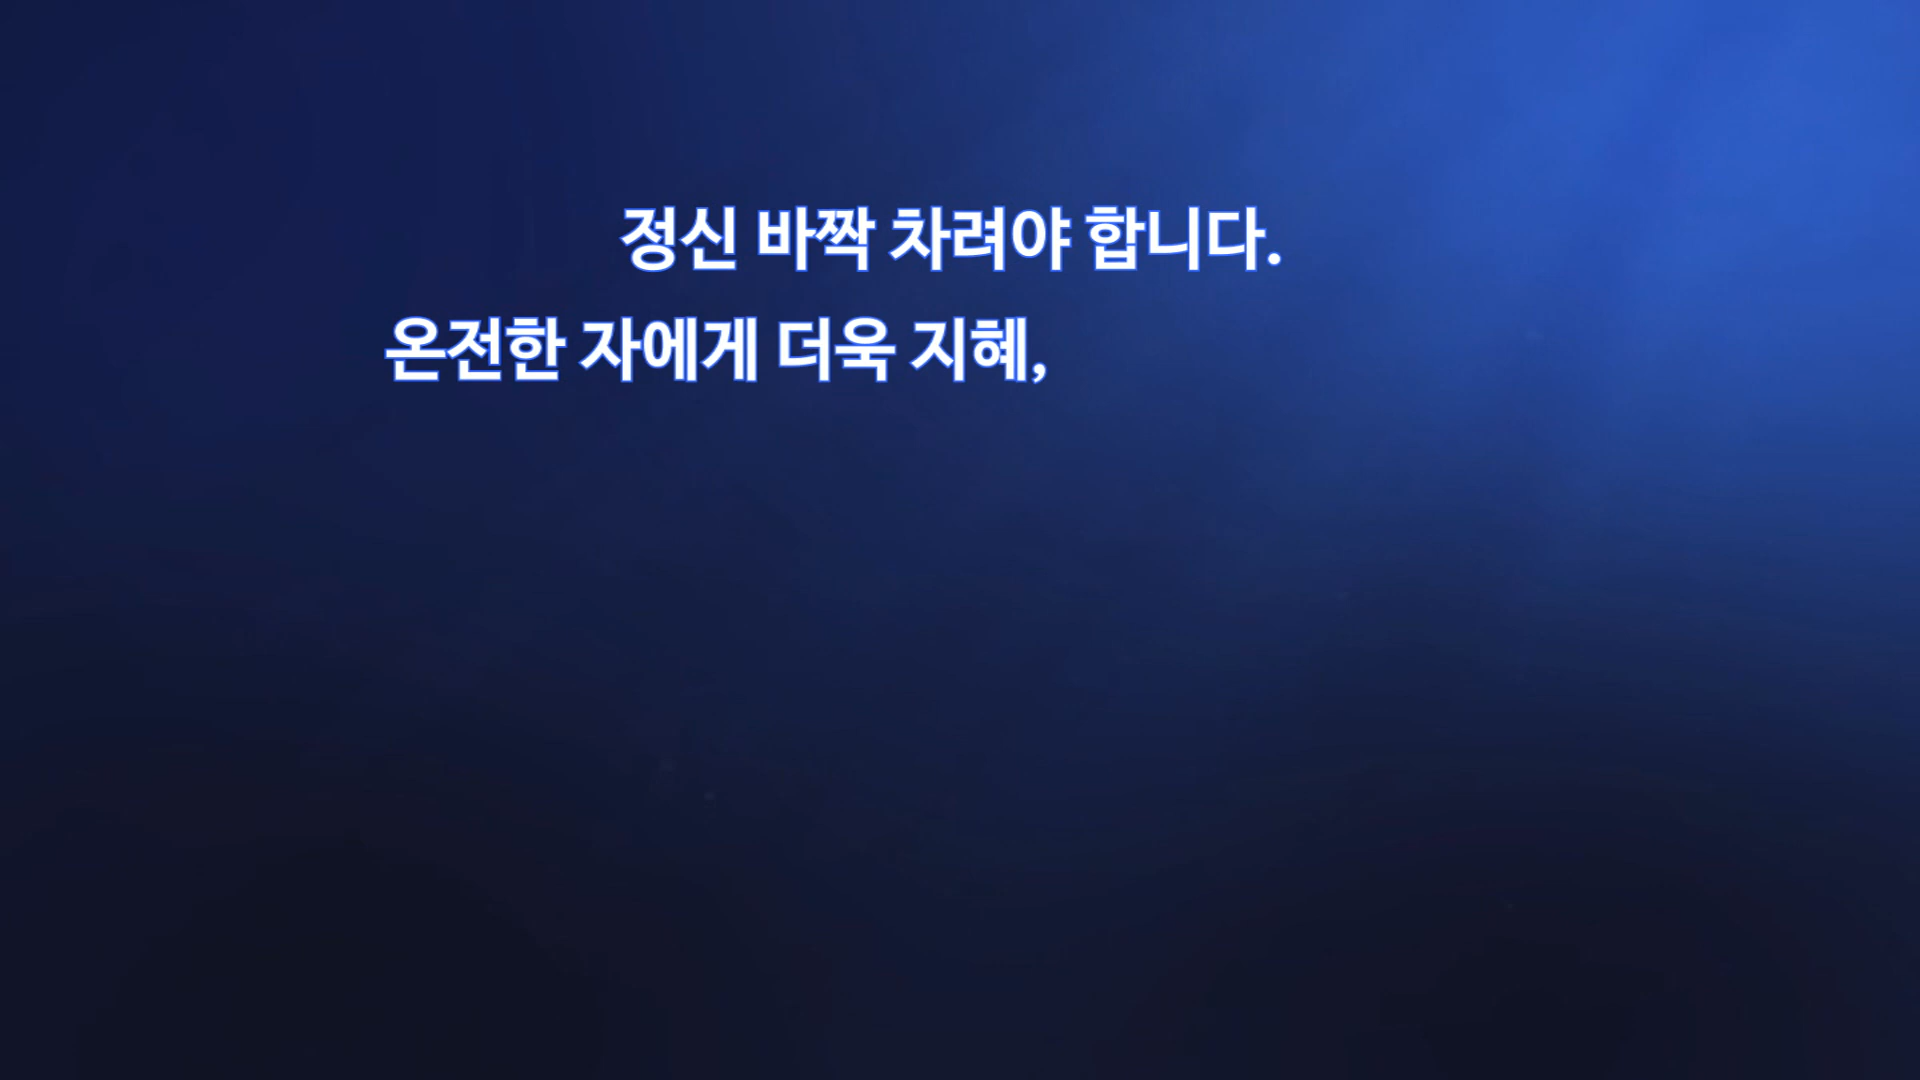 정신 바짝 차려야 합니다.
온전한 자에게 더욱 지혜,